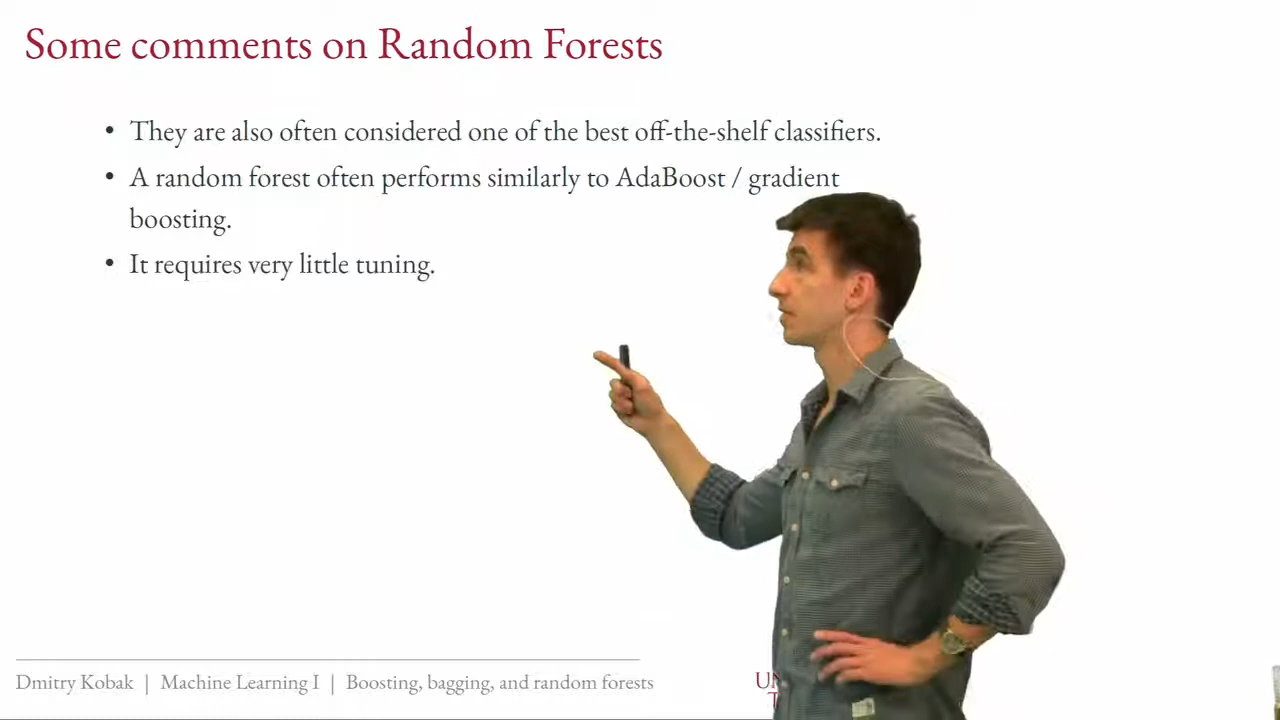 Some comments on Random Forests
• They are also often considered one of the best off-the-shelf classifiers.
• A random forest often performs similarly to AdaBoost / gradient
boosting.
• It requires very little tuning.
Dmitry Kobak | Machine Learning I | Boosting, bagging, and random forests